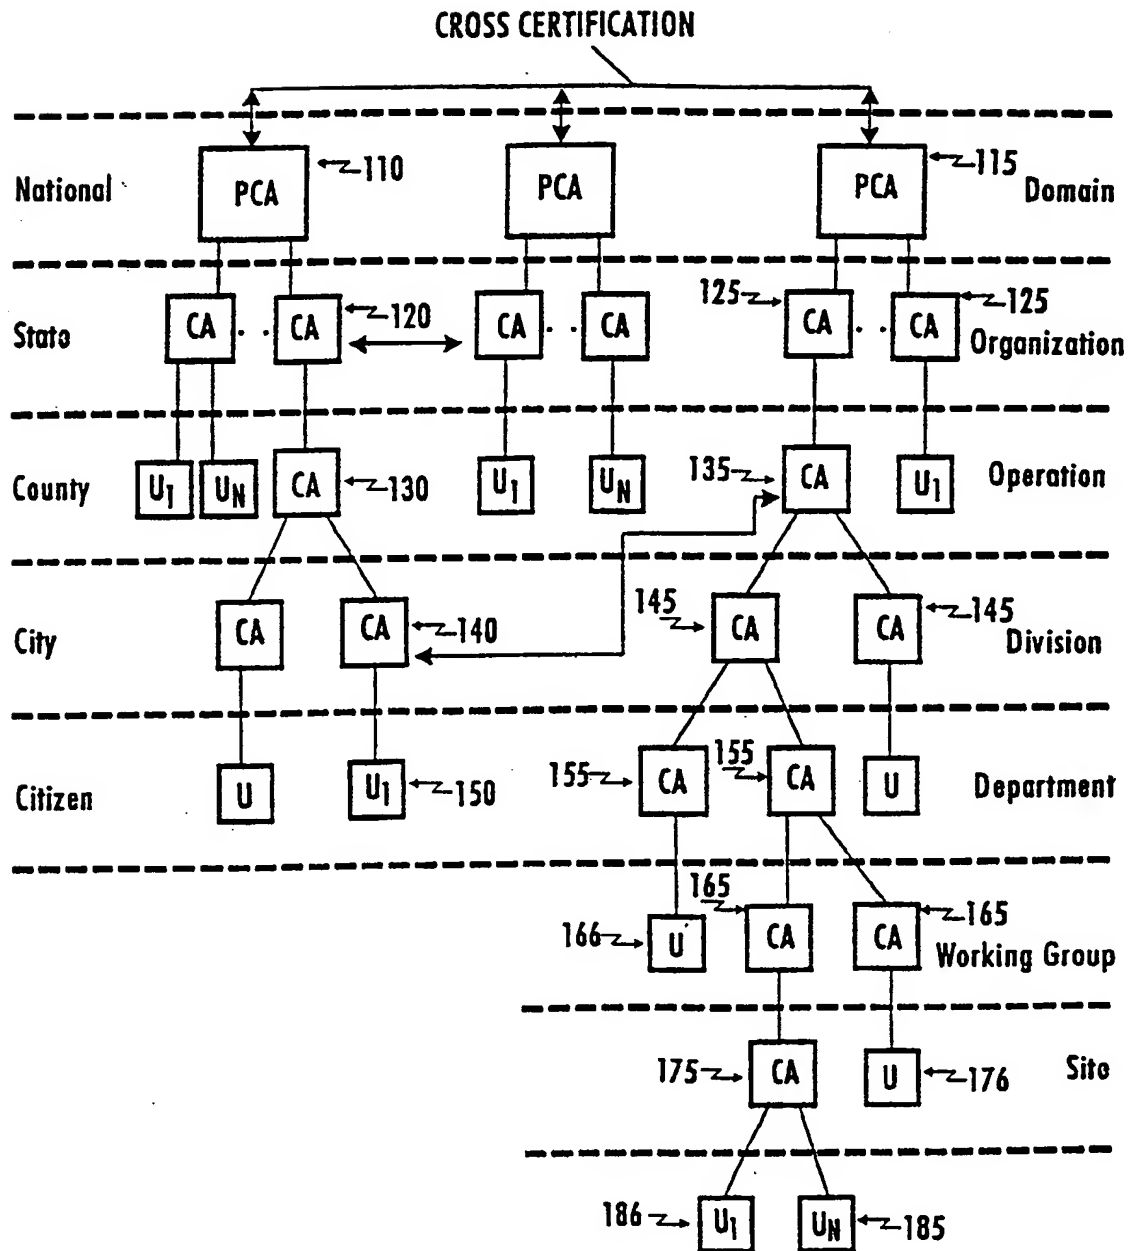 CROSS CERTIFICATION
National PCA 110 PCA PCA 115 Domain
State CA . . CA 120 CA . . CA 125 CA . . CA 125 Organization
County U1 UN CA 130 U1 UN 135 CA U1 Operation
City CA CA 140 145 CA CA 145 Division
Citizen U U1 150 155 CA 155 CA U Department
166 U 165 CA CA 165 Working Group
175 CA U 176 Site
186 U1 UN 185